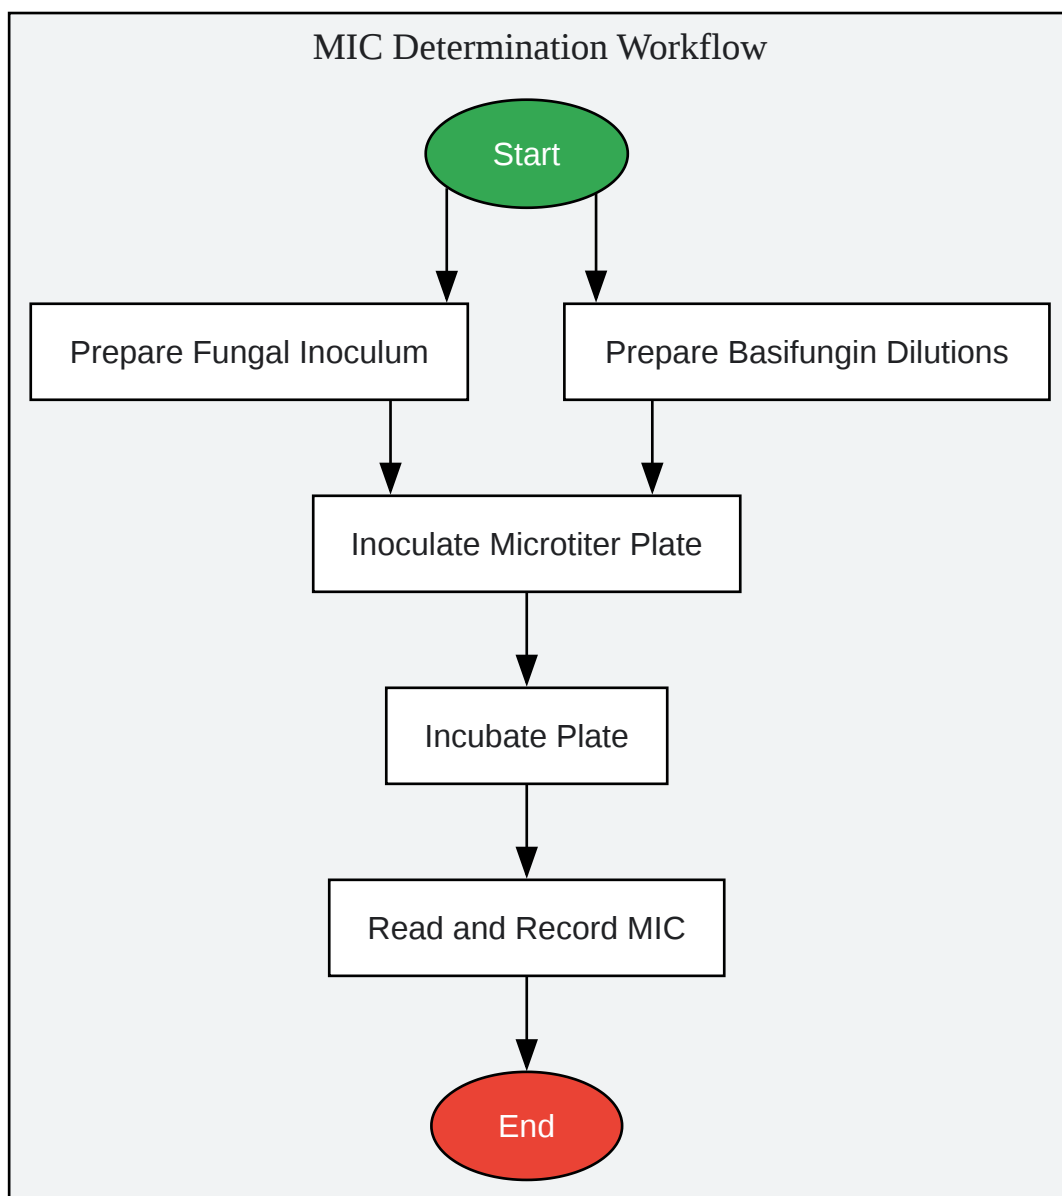 MIC Determination Workflow
Start
Prepare Fungal Inoculum
Prepare Basifungin Dilutions
Inoculate Microtiter Plate
Incubate Plate
Read and Record MIC
End